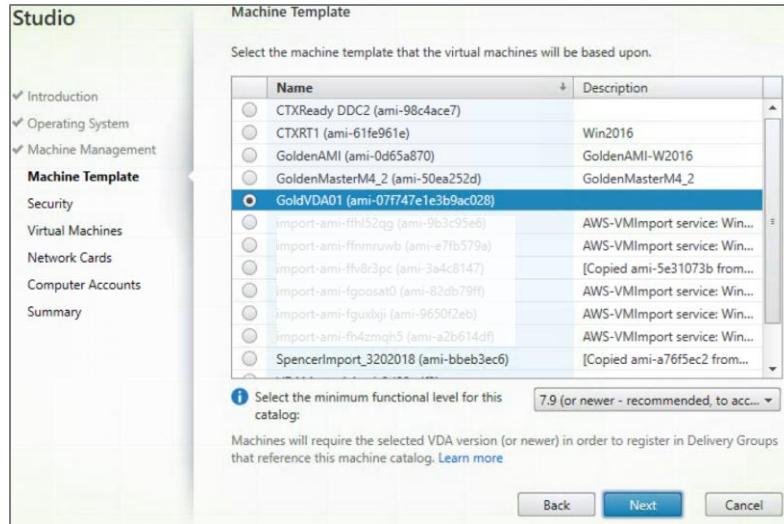 Studio
Introduction
Operating System
Machine Management
Machine Template
Security
Virtual Machines
Network Cards
Computer Accounts
Summary
Machine Template
Select the machine template that the virtual machines will be based upon.
Name Description
CTXReady DDC2 (ami-98c4ace7)
CTXRT1 (ami-61fe961e) Win2016
GoldenAMI (ami-0d65a870) GoldenAMI-W2016
GoldenMasterM4_2 (ami-50ea252d) GoldenMasterM4_2
GoldVDA01 (ami-07f747e1e3b9ac028)
import-ami-ffhl52qg (ami-9b3c95e6) AWS-VMImport service: Win...
import-ami-ffnmruwb (ami-e7fb579a) AWS-VMImport service: Win...
import-ami-ffv8r3pc (ami-3a4c8147) [Copied ami-5e31073b from...
import-ami-fgoosat0 (ami-82db79ff) AWS-VMImport service: Win...
import-ami-fguxlxji (ami-9650f2eb) AWS-VMImport service: Win...
import-ami-fh4zmqh5 (ami-a2b614df) AWS-VMImport service: Win...
SpencerImport_3202018 (ami-bbeb3ec6) [Copied ami-a76f5ec2 from...
Select the minimum functional level for this 7.9 (or newer - recommended, to acc...
catalog:
Machines will require the selected VDA version (or newer) in order to register in Delivery Groups
that reference this machine catalog. Learn more
Back Next Cancel